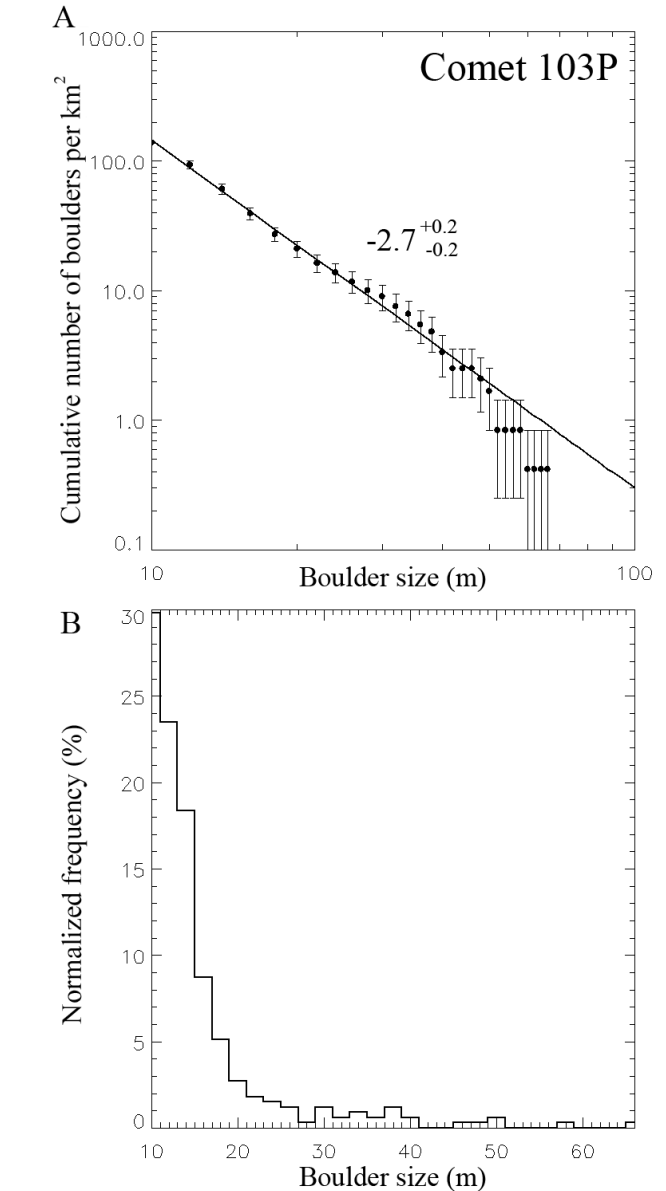 A
Comet 103P
1000.0
100.0
10.0
1.0
0.1
Cumulative number of boulders per km²
-2.7 +0.2 -0.2
10 100
Boulder size (m)
B
30
25
20
15
10
5
0
Normalized frequency (%)
10 20 30 40 50 60
Boulder size (m)